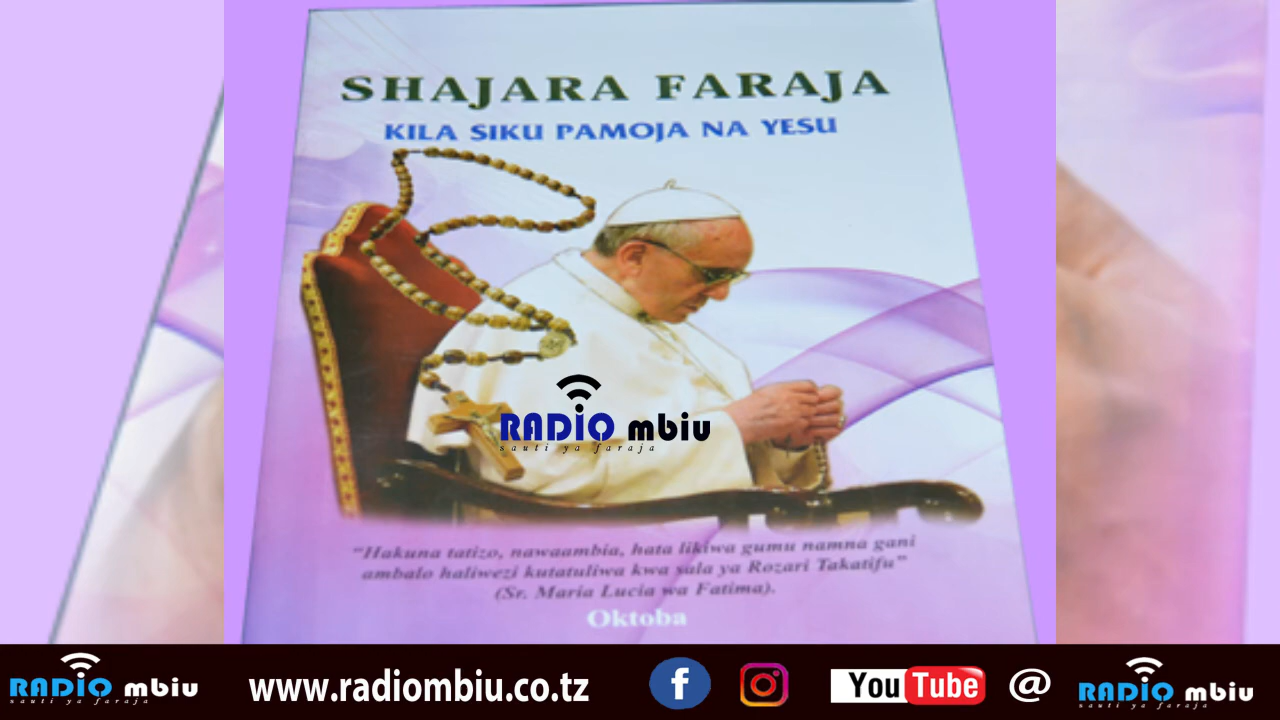 SHAJARA FARAJA
KILA SIKU PAMOJA NA YESU
RADIO mbiu
sauti ya faraja
“Hakuna tatizo, nawaambia, hata likiwa gumu namna gani
ambalo haliwezi kutatuliwa kwa sala ya Rozari Takatifu”
(Sr. Maria Lucia wa Fatima).
Oktoba
RADIO mbiu
sauti ya faraja
www.radiombiu.co.tz
f
YouTube
@
RADIO mbiu
sauti ya faraja